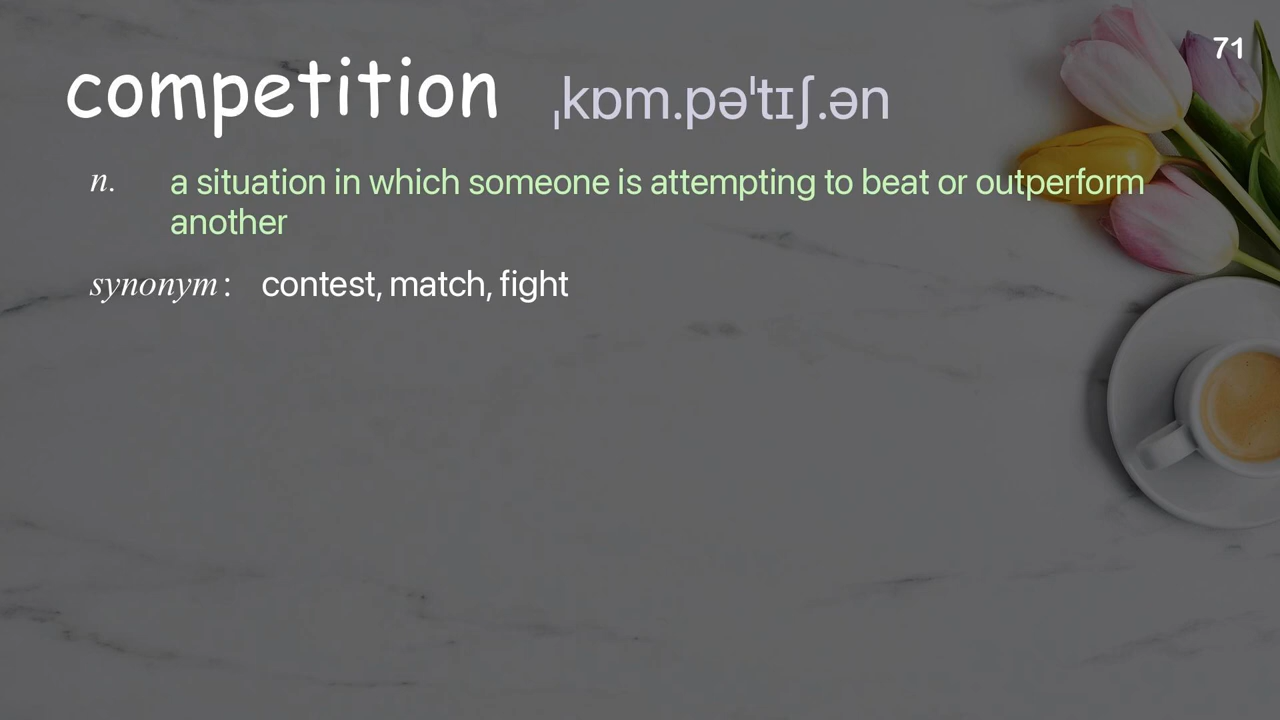 71
competition ˌkɒm.pəˈtɪʃ.ən
n. a situation in which someone is attempting to beat or outperform
another
synonym: contest, match, fight